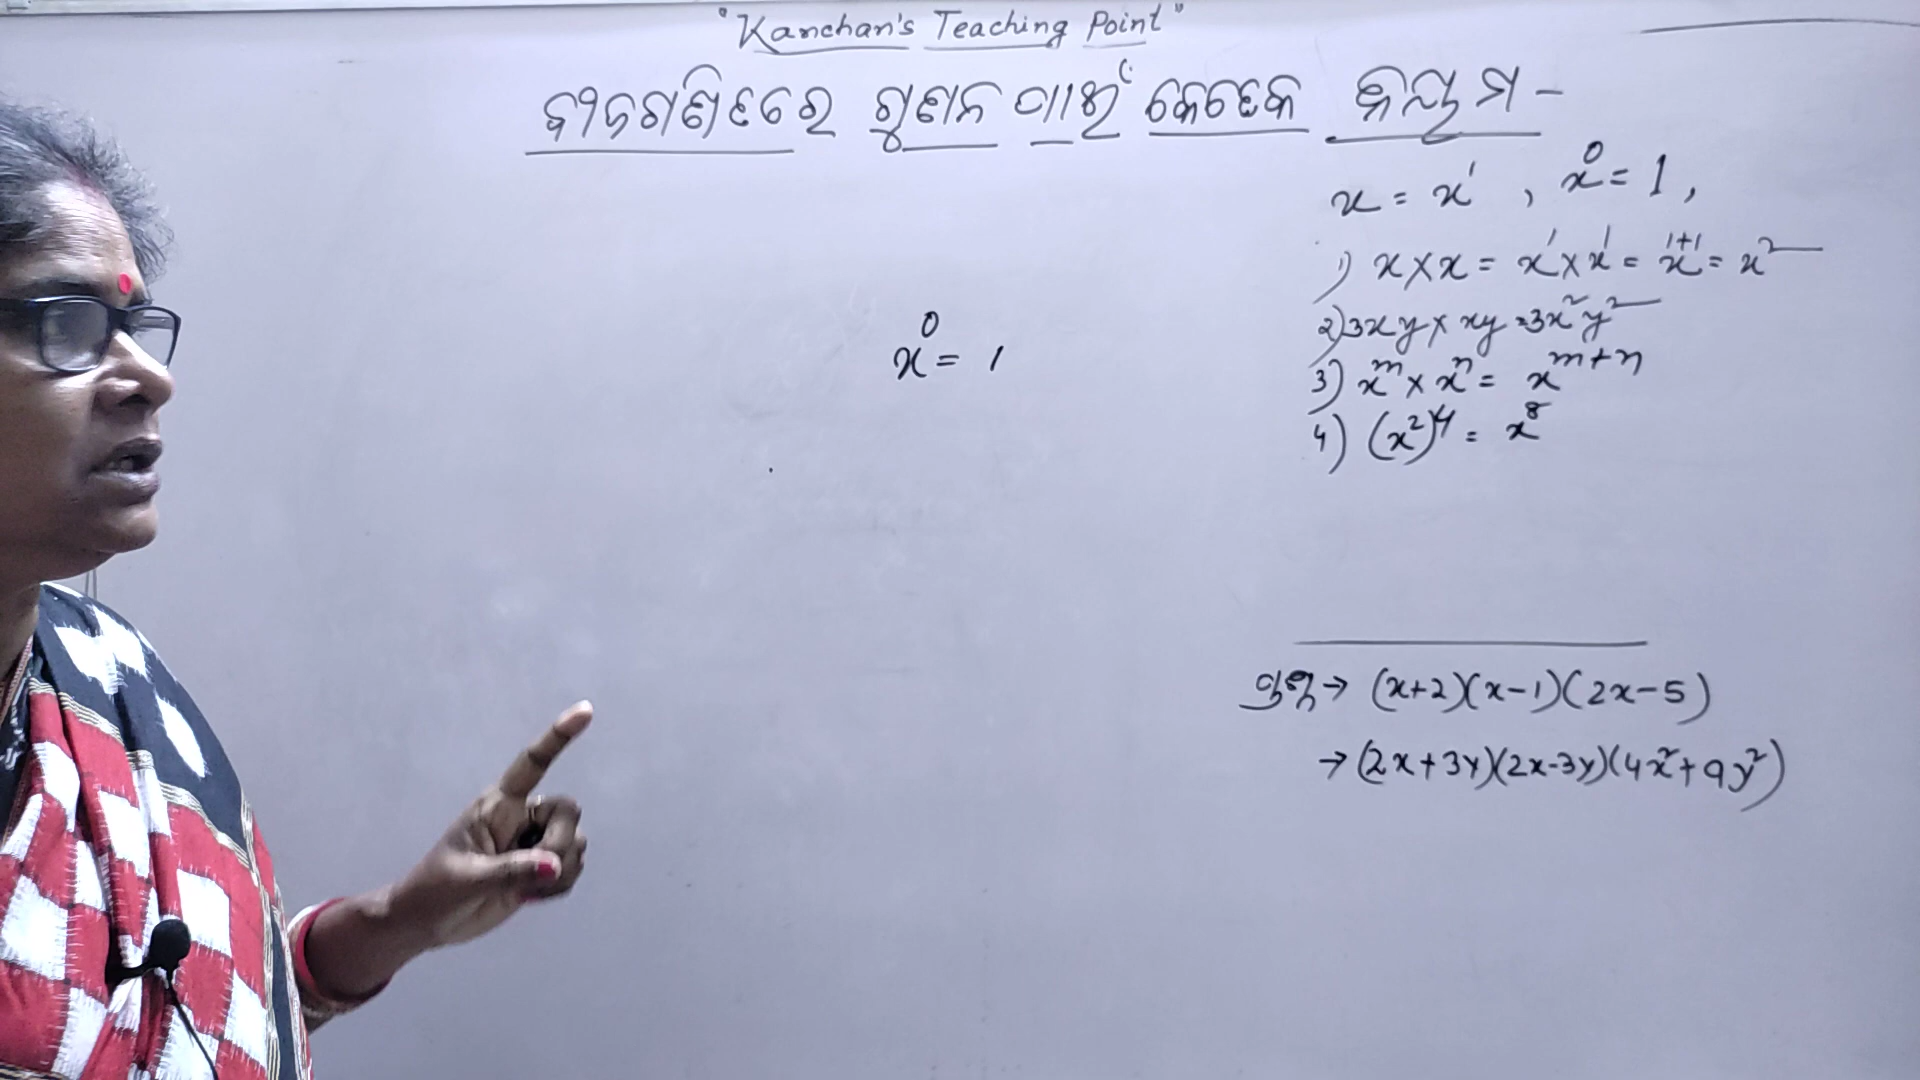 "Kanchan's Teaching Point"
ବୀଜଗଣିତରେ ଗୁଣନ ପାଇଁ କେତେକ ନିୟମ -
x = x¹ , x⁰ = 1 ,
1) x × x = x¹ × x¹ = x¹⁺¹ = x²
2) 3xy × xy = 3x²y²
x⁰ = 1
3) xᵐ × xⁿ = xᵐ⁺ⁿ
4) (x²)⁴ = x⁸
ପ୍ରଶ୍ନ → (x+2)(x-1)(2x-5)
→ (2x+3y)(2x-3y)(4x²+9y²)